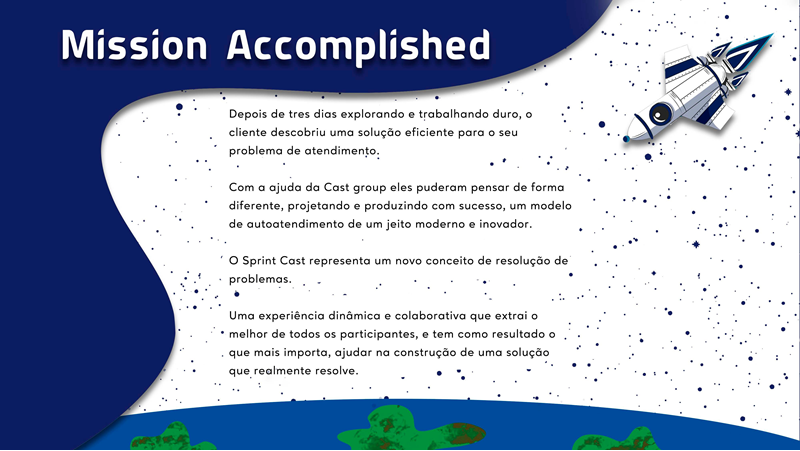 Mission Accomplished
Depois de tres dias explorando e trabalhando duro, o
cliente descobriu uma solução eficiente para o seu
problema de atendimento.
Com a ajuda da Cast group eles puderam pensar de forma
diferente, projetando e produzindo com sucesso, um modelo
de autoatendimento de um jeito moderno e inovador.
O Sprint Cast representa um novo conceito de resolução de
problemas.
Uma experiência dinâmica e colaborativa que extrai o
melhor de todos os participantes, e tem como resultado o
que mais importa, ajudar na construção de uma solução
que realmente resolve.